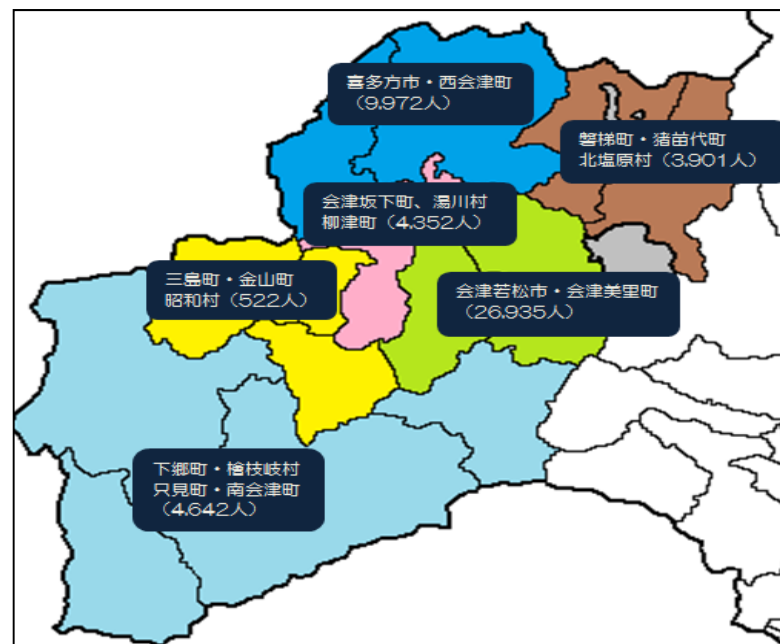 喜多方市・西会津町
（9,972人）
磐梯町・猪苗代町
北塩原村（3,901人）
会津坂下町、湯川村
柳津町（4,352人）
三島町・金山町
昭和村（522人）
会津若松市・会津美里町
（26,935人）
下郷町・檜枝岐村
只見町・南会津町
（4,642人）